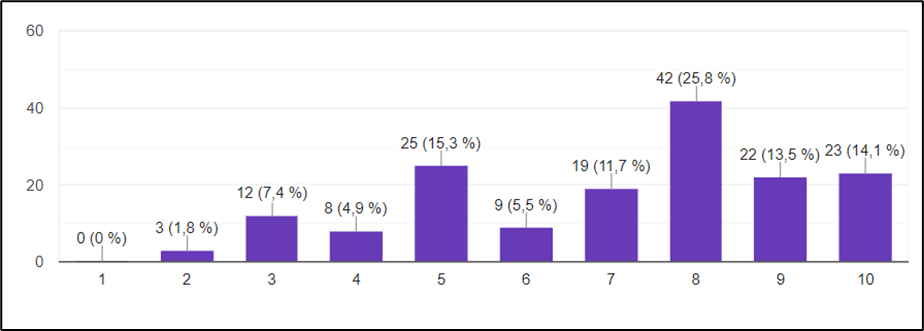 60
40
20
0
0 (0 %)
3 (1,8 %)
12 (7,4 %)
8 (4,9 %)
25 (15,3 %)
9 (5,5 %)
19 (11,7 %)
42 (25,8 %)
22 (13,5 %)
23 (14,1 %)
1 2 3 4 5 6 7 8 9 10